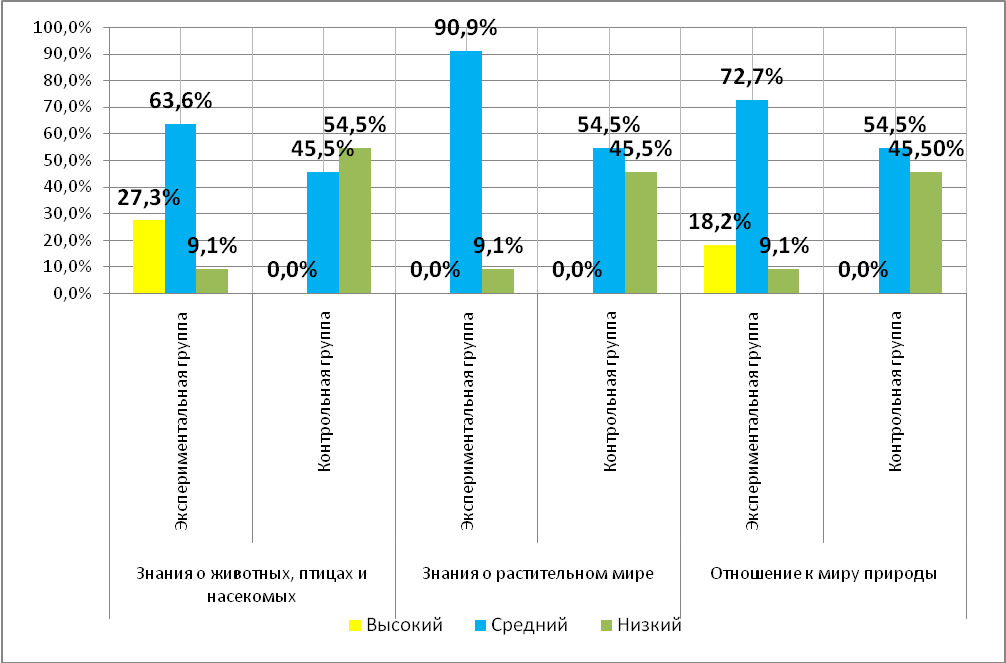 100,0%
90,0%
80,0%
70,0%
60,0%
50,0%
40,0%
30,0%
20,0%
10,0%
0,0%
27,3%
63,6%
9,1%
0,0%
45,5%
54,5%
0,0%
90,9%
9,1%
0,0%
54,5%
45,5%
18,2%
72,7%
9,1%
0,0%
54,5%
45,50%
Экспериментальная группа
Контрольная группа
Экспериментальная группа
Контрольная группа
Экспериментальная группа
Контрольная группа
Знания о животных, птицах и
насекомых
Знания о растительном мире
Отношение к миру природы
Высокий
Средний
Низкий